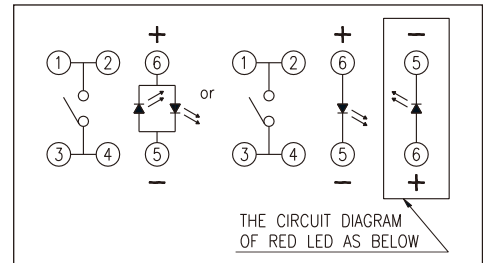 + + −
1 2 6 or 1 2 6 5
3 4 5 3 4 5 6
− − +
THE CIRCUIT DIAGRAM
OF RED LED AS BELOW